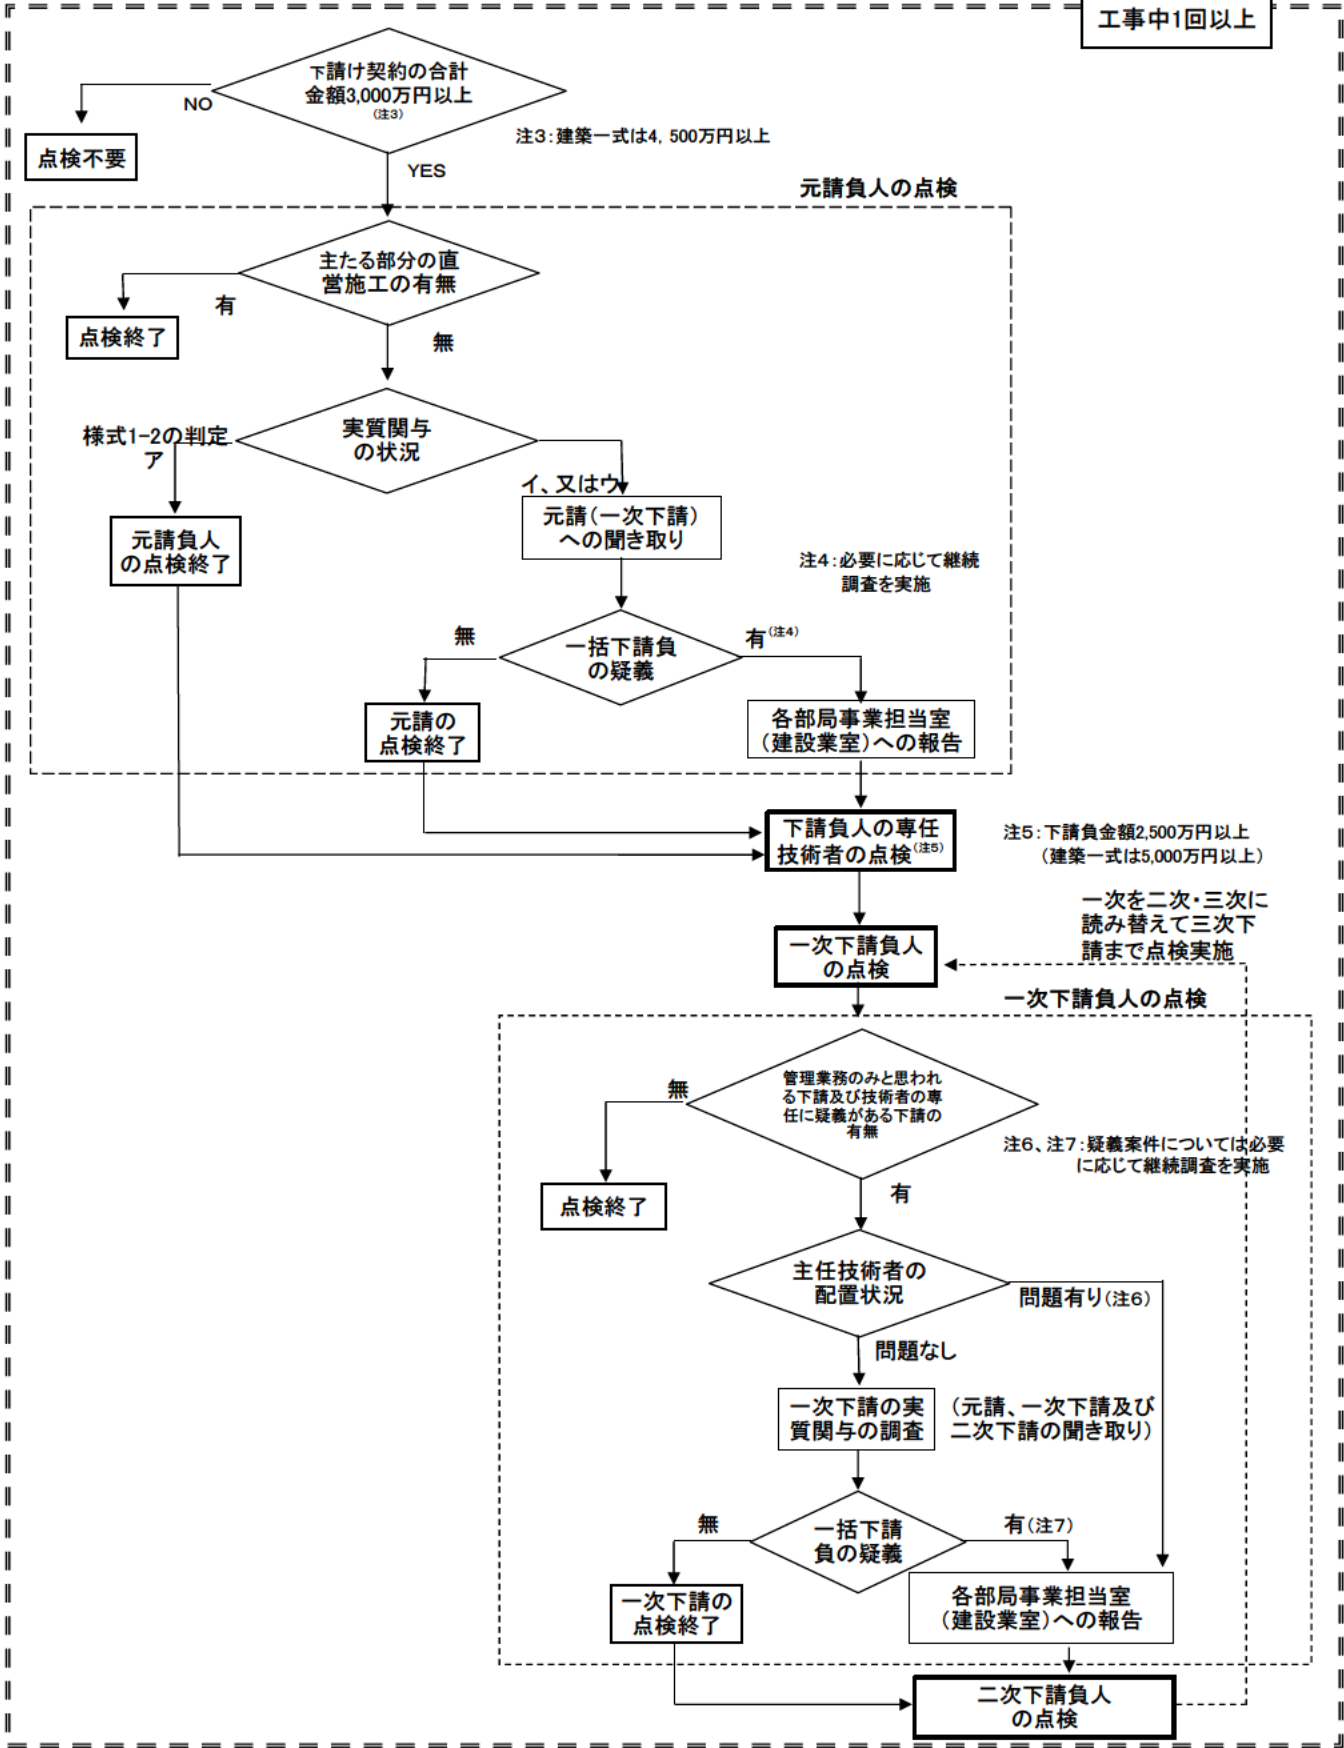 工事中1回以上
下請け契約の合計
金額3,000万円以上
(注3)
NO
点検不要
注3:建築一式は4,500万円以上
YES
元請負人の点検
主たる部分の直
営施工の有無
有
点検終了
無
実質関与
の状況
様式1-2の判定
ア
イ、又はウ
元請(一次下請)
への聞き取り
元請負人
の点検終了
注4:必要に応じて継続
調査を実施
無
一括下請負
の疑義
有(注4)
元請の
点検終了
各部局事業担当室
(建設業室)への報告
下請負人の専任
技術者の点検(注5)
注5:下請負金額2,500万円以上
(建築一式は5,000万円以上)
一次を二次・三次に
読み替えて三次下
請まで点検実施
一次下請負人
の点検
一次下請負人の点検
管理業務のみと思われ
る下請及び技術者の専
任に疑義がある下請の
有無
無
注6、注7:疑義案件については必要
に応じて継続調査を実施
点検終了
有
主任技術者の
配置状況
問題有り(注6)
問題なし
一次下請の実
質関与の調査
(元請、一次下請及び
二次下請の聞き取り)
無
一括下請
負の疑義
有(注7)
一次下請の
点検終了
各部局事業担当室
(建設業室)への報告
二次下請負人
の点検